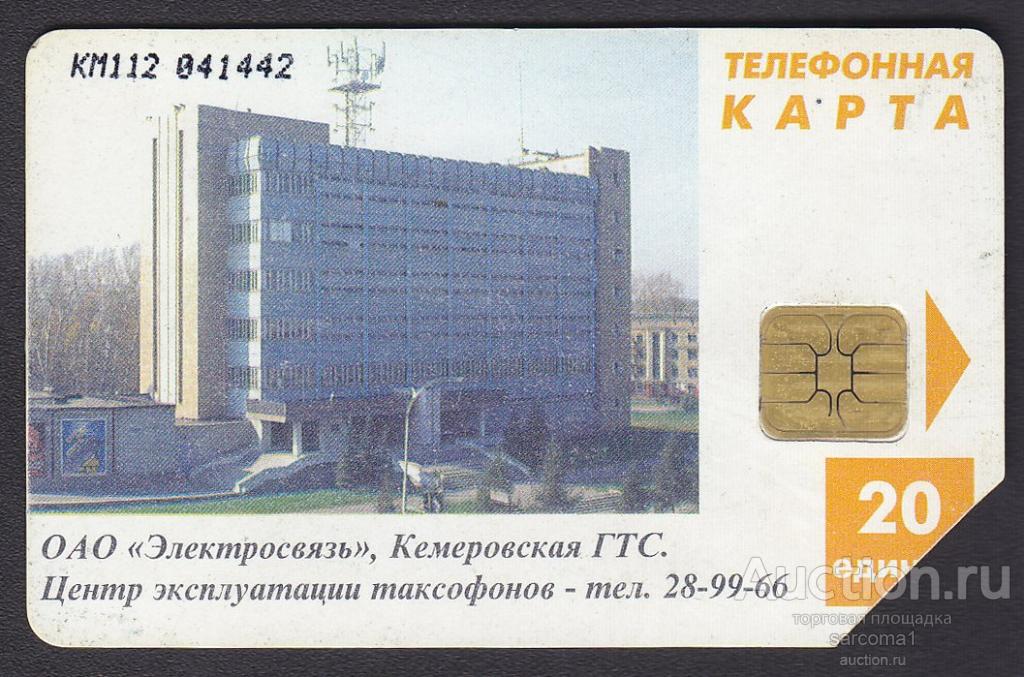 КМ112 041442
ТЕЛЕФОННАЯ
КАРТА
20
един
ОАО «Электросвязь», Кемеровская ГТС.
Центр эксплуатации таксофонов - тел. 28-99-66
Auction.ru
торговая площадка
sarcoma1
auction.ru